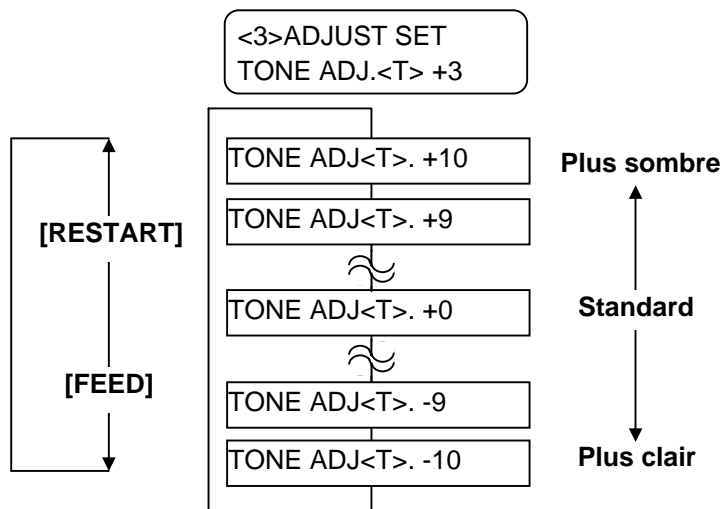 <3>ADJUST SET
TONE ADJ.<T> +3
TONE ADJ<T>. +10
Plus sombre
[RESTART]
TONE ADJ<T>. +9
TONE ADJ<T>. +0
Standard
[FEED]
TONE ADJ<T>. -9
TONE ADJ<T>. -10
Plus clair